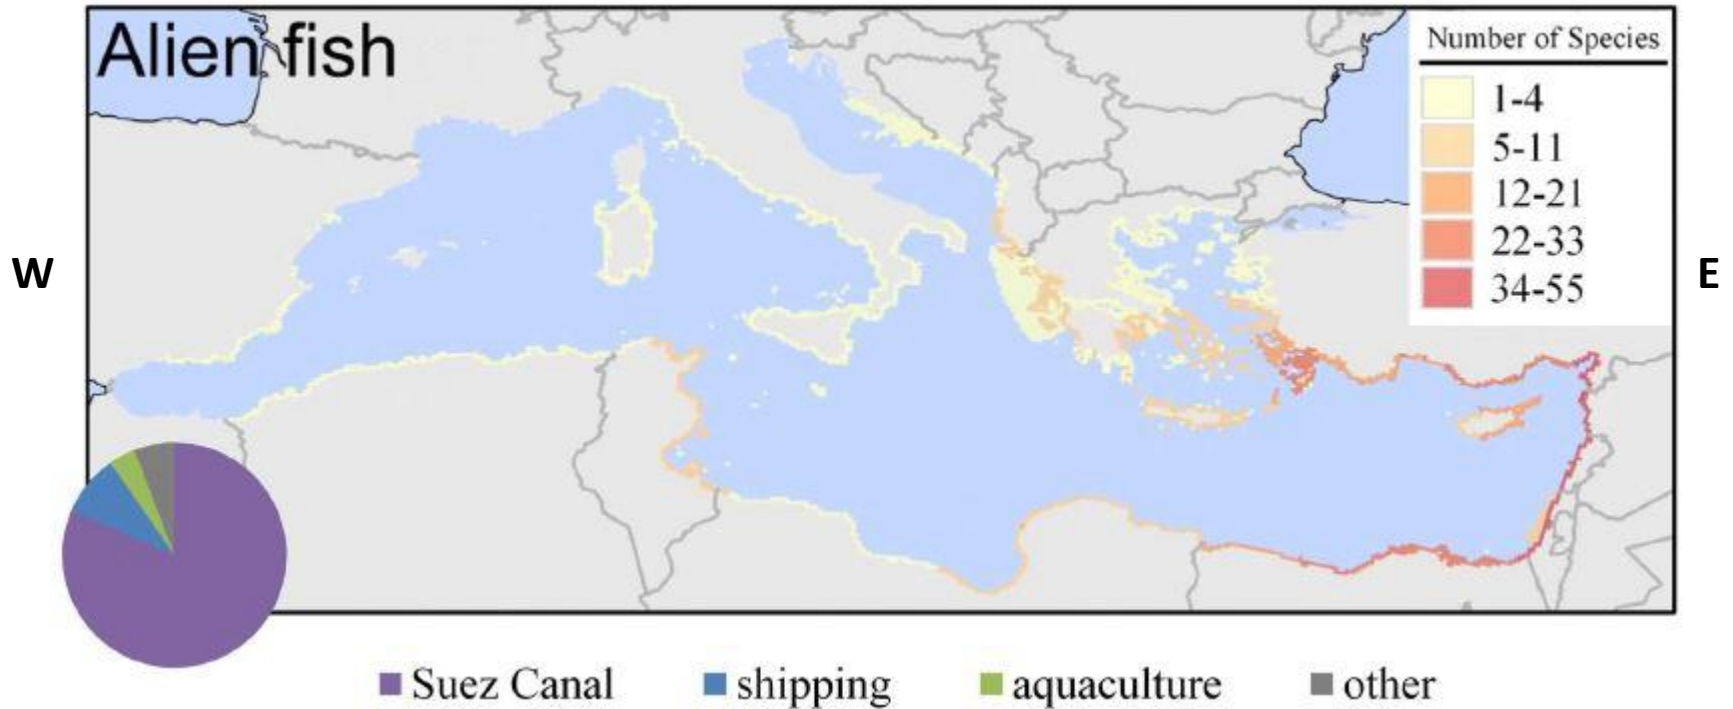 Alien fish
Number of Species
1-4
5-11
12-21
22-33
34-55
W
E
Suez Canal
shipping
aquaculture
other